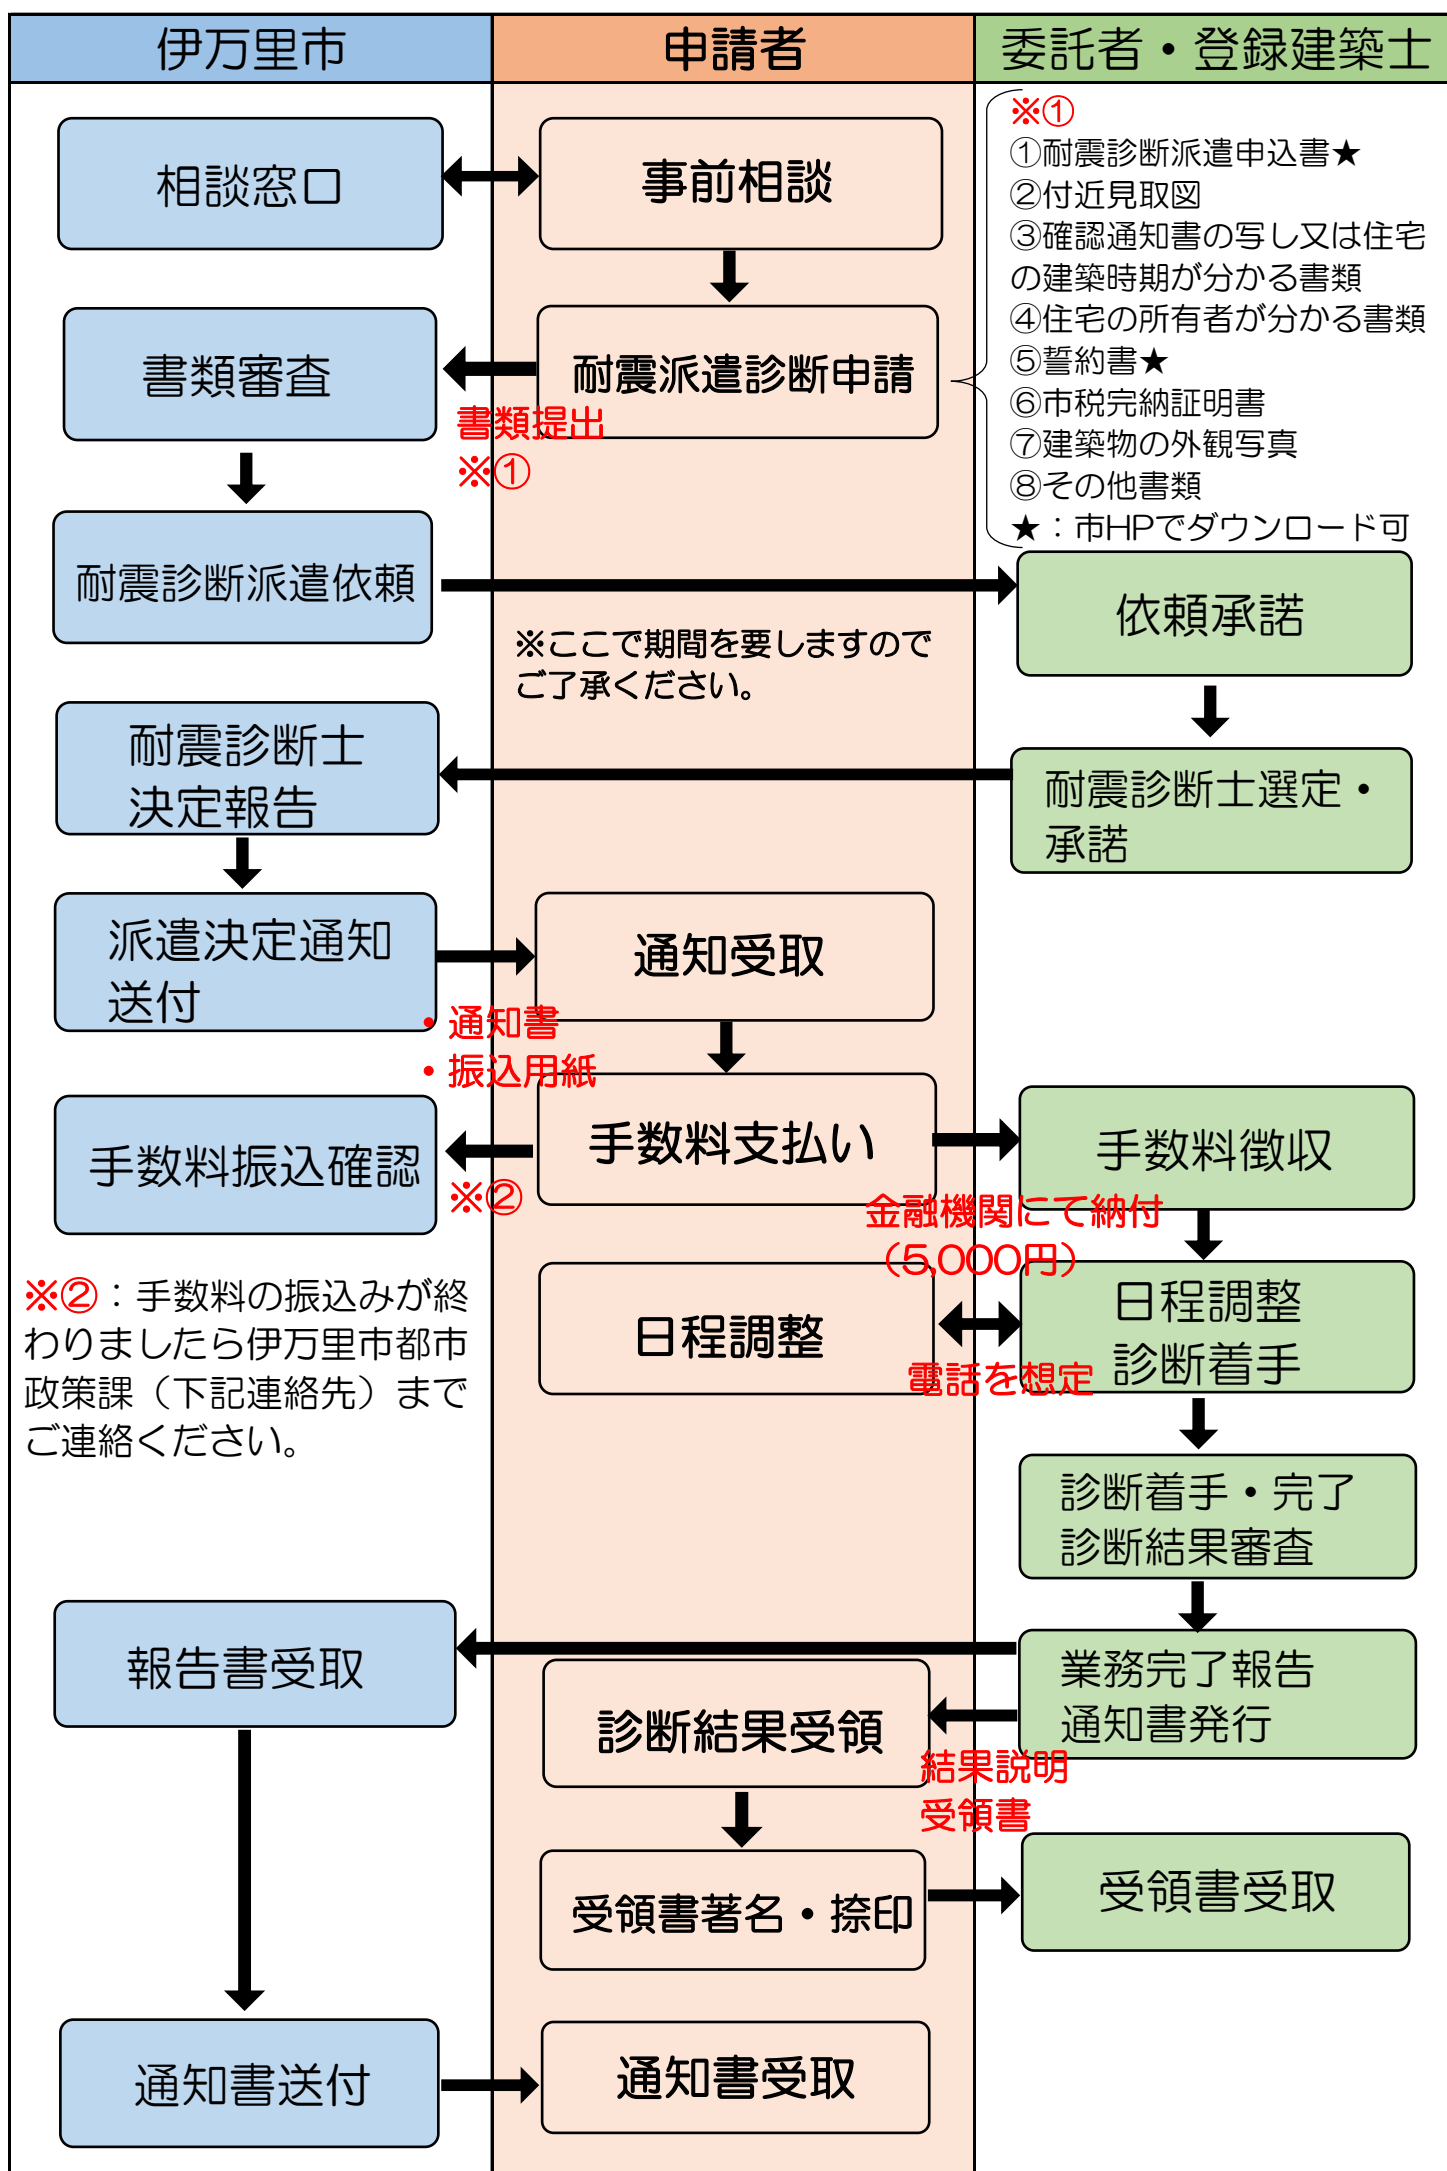 伊万里市
申請者
委託者・登録建築士
相談窓口
事前相談
※①
①耐震診断派遣申込書★
②付近見取図
③確認通知書の写し又は住宅
の建築時期が分かる書類
④住宅の所有者が分かる書類
⑤誓約書★
⑥市税完納証明書
⑦建築物の外観写真
⑧その他書類
★：市HPでダウンロード可
書類審査
耐震派遣診断申請
書類提出
※①
耐震診断派遣依頼
依頼承諾
※ここで期間を要しますので
ご了承ください。
耐震診断士
決定報告
耐震診断士選定・
承諾
派遣決定通知
送付
通知受取
・通知書
・振込用紙
手数料振込確認
手数料支払い
手数料徴収
※②
金融機関にて納付
（5,000円）
※②：手数料の振込みが終
わりましたら伊万里市都市
政策課（下記連絡先）まで
ご連絡ください。
日程調整
日程調整
診断着手
電話を想定
診断着手・完了
診断結果審査
報告書受取
業務完了報告
通知書発行
診断結果受領
結果説明
受領書
受領書著名・捺印
受領書受取
通知書送付
通知書受取